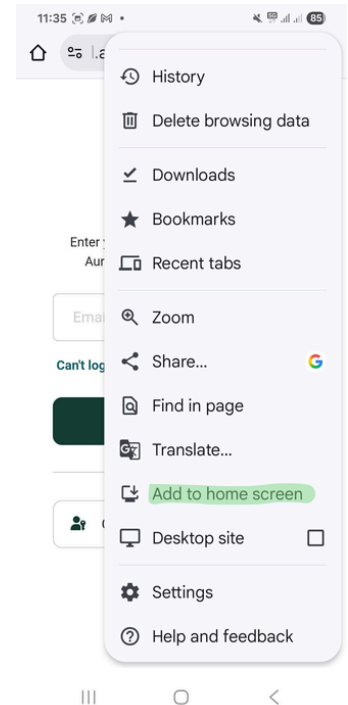 11:35
85
.a
History
Delete browsing data
Downloads
Bookmarks
Enter
Recent tabs
Zoom
Emai
Share...
Can't log
Find in page
Translate...
Add to home screen
Desktop site
Settings
Help and feedback